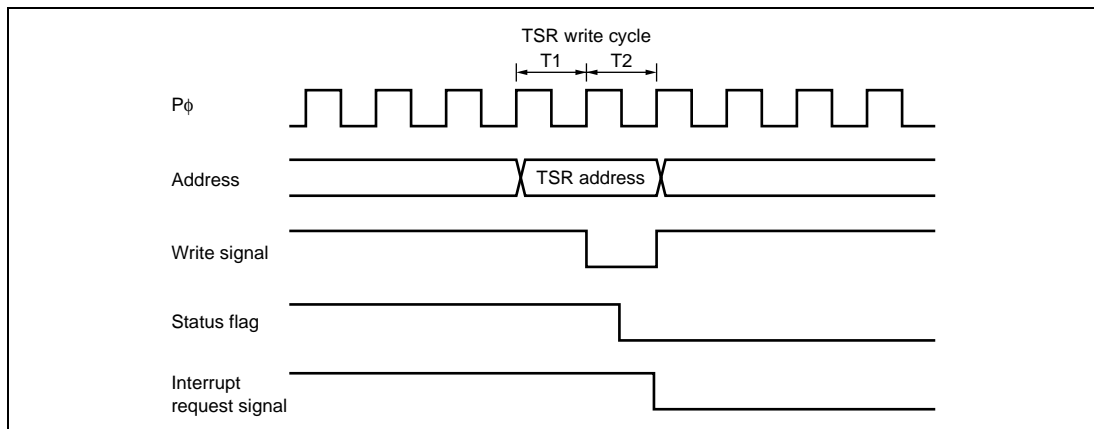 TSR write cycle
T1 T2
Pϕ
Address
TSR address
Write signal
Status flag
Interrupt
request signal